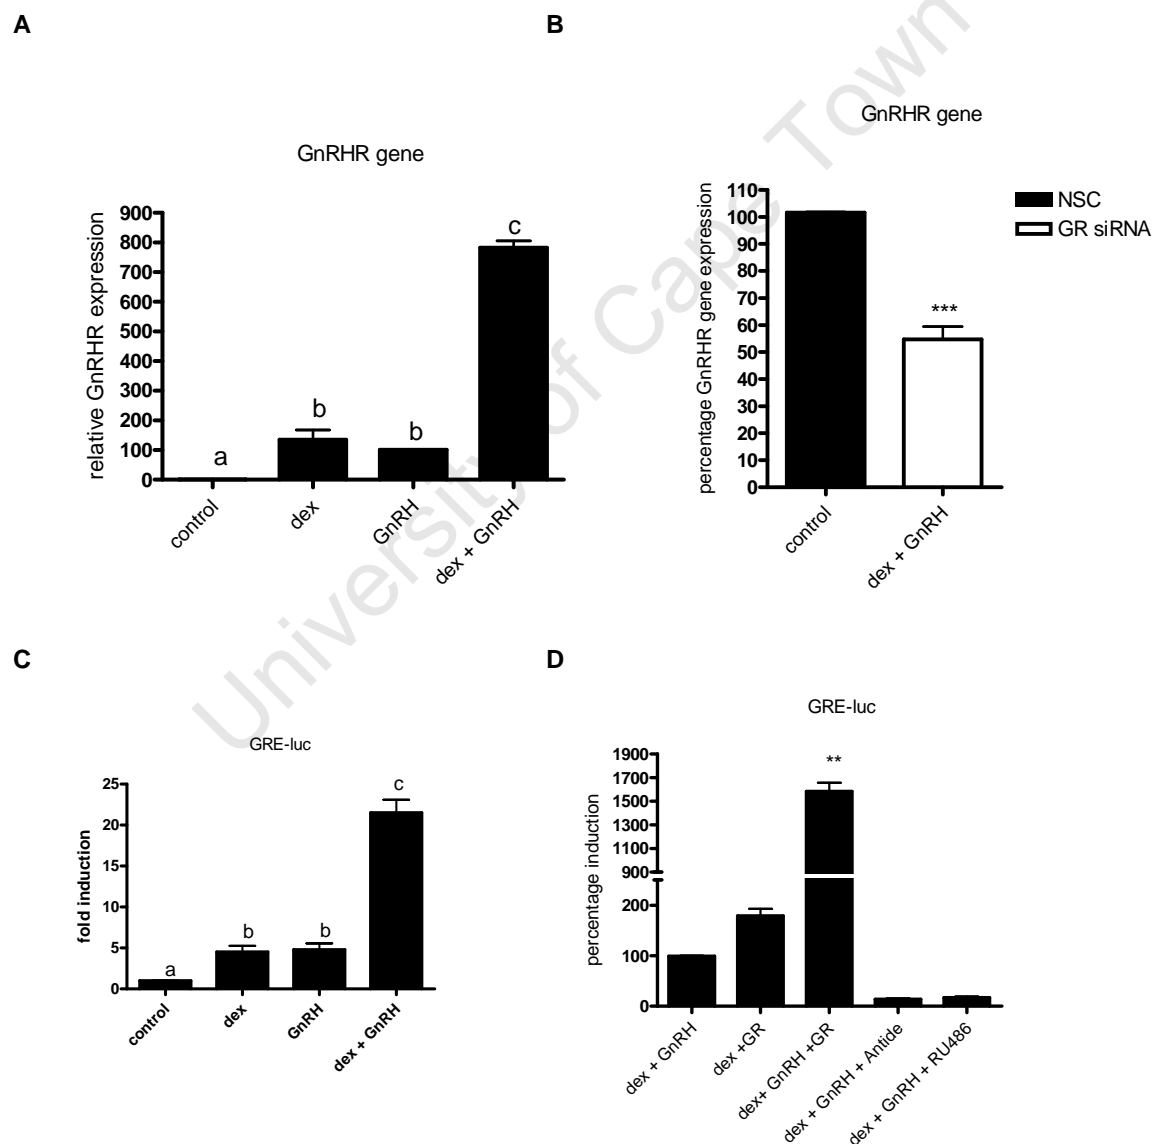 A
B
University of Cape Town
GnRHR gene
relative GnRHR expression
900
800
700
600
500
400
300
200
100
0
a
b
b
c
control
dex
GnRH
dex + GnRH
GnRHR gene
percentage GnRHR gene expression
110
100
90
80
70
60
50
40
30
20
10
0
***
control
dex + GnRH
NSC
GR siRNA
C
D
GRE-luc
fold induction
25
20
15
10
5
0
a
b
b
c
control
dex
GnRH
dex + GnRH
GRE-luc
percentage induction
1900
1700
1500
1300
1100
900
200
100
0
**
dex + GnRH
dex +GR
dex+ GnRH +GR
dex + GnRH + Antide
dex + GnRH + RU486